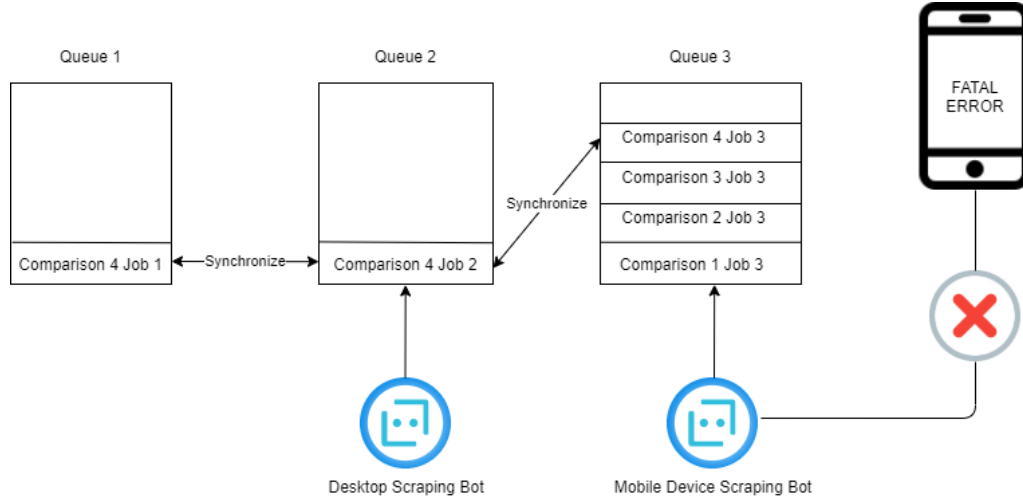 Queue 1
Queue 2
Queue 3
FATAL
ERROR
Comparison 4 Job 3
Comparison 3 Job 3
Synchronize
Comparison 2 Job 3
Comparison 4 Job 1
Synchronize
Comparison 4 Job 2
Comparison 1 Job 3
Desktop Scraping Bot
Mobile Device Scraping Bot